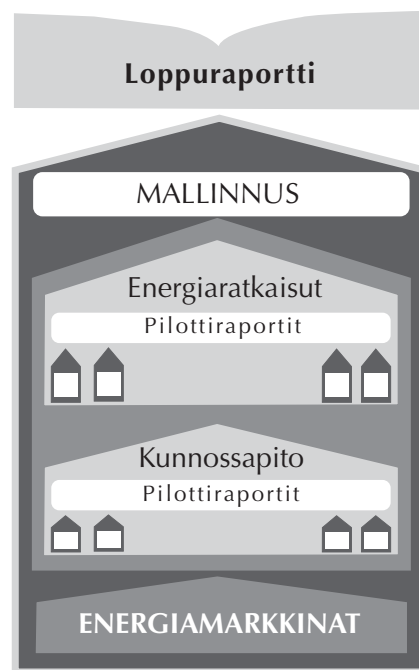 Loppuraportti
MALLINNUS
Energiaratkaisut
Pilottiraportit
Kunnossapito
Pilottiraportit
ENERGIAMARKKINAT